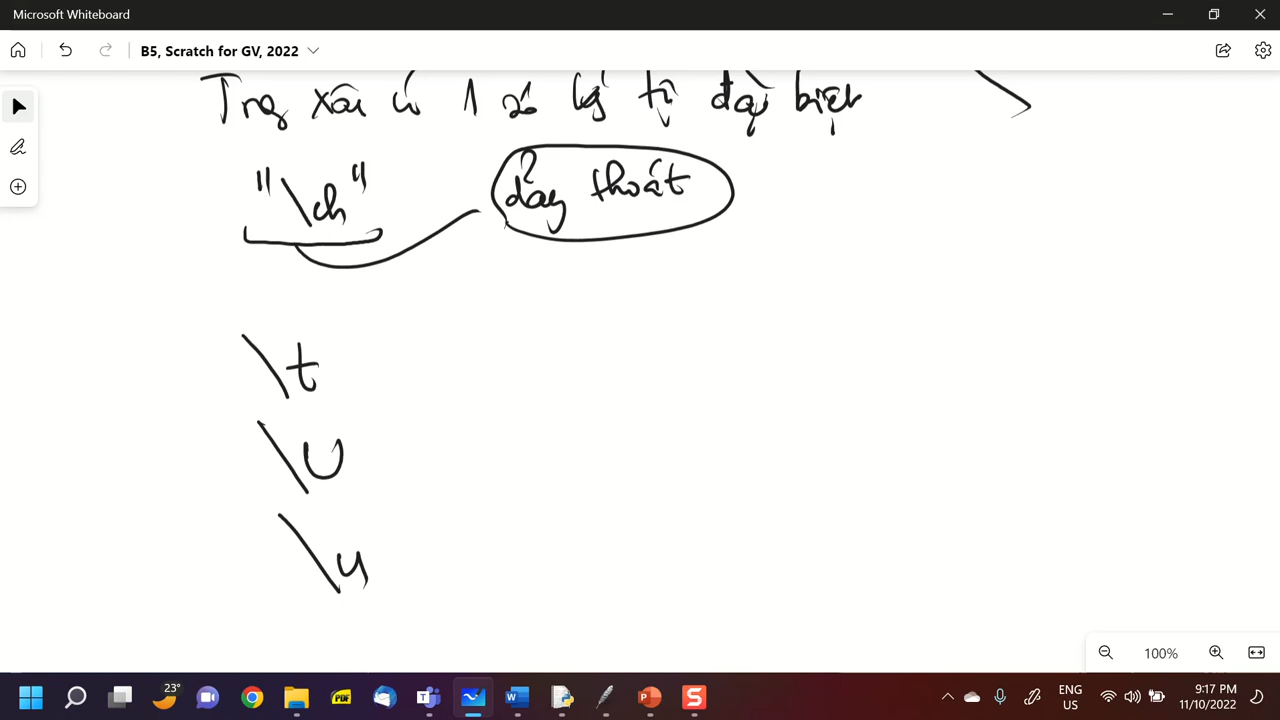 Microsoft Whiteboard
B5, Scratch for GV, 2022
Trong xâu có 1 số ký tự đặc biệt
"\ch" dãy thoát
\t
\U
\u
100%
23°
PDF
ENG
US
9:17 PM
11/10/2022